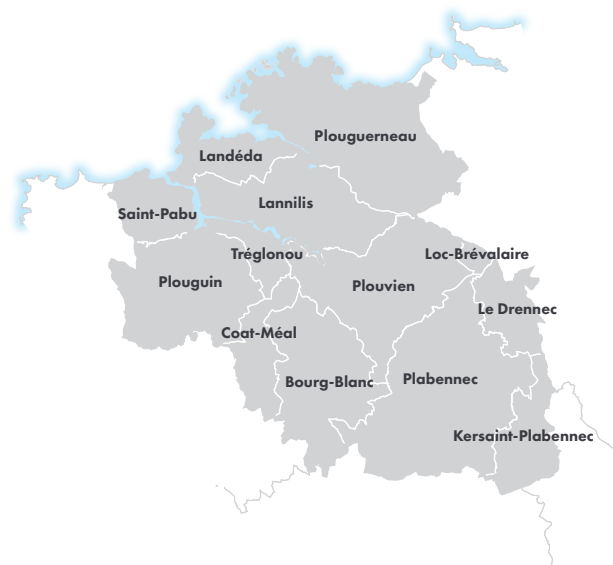 Plouguerneau
Landéda
Lannilis
Saint-Pabu
Tréglonou
Loc-Brévalaire
Plouguin
Plouvien
Le Drennec
Coat-Méal
Bourg-Blanc
Plabennec
Kersaint-Plabennec